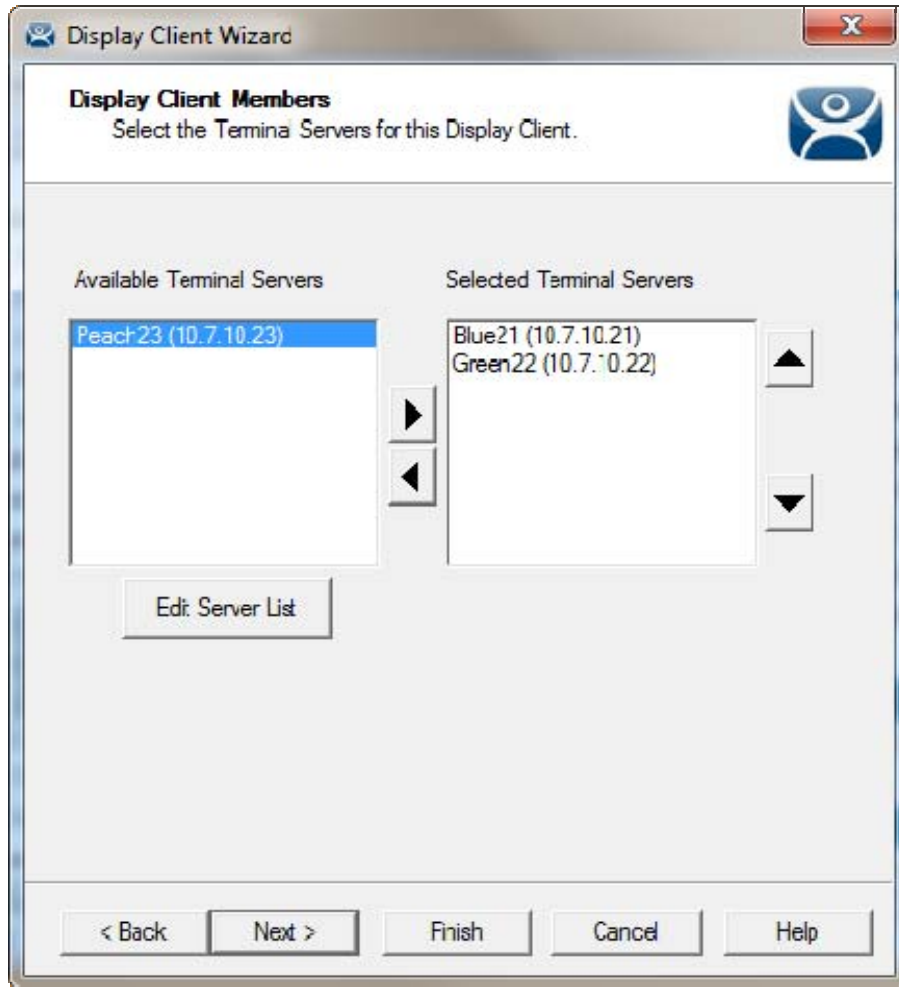 Display Client Wizard
Display Client Members
Select the Terminal Servers for this Display Client.
Available Terminal Servers
Selected Terminal Servers
Peach23 (10.7.10.23)
Blue21 (10.7.10.21)
Green22 (10.7.10.22)
Edit Server List
< Back
Next >
Finish
Cancel
Help